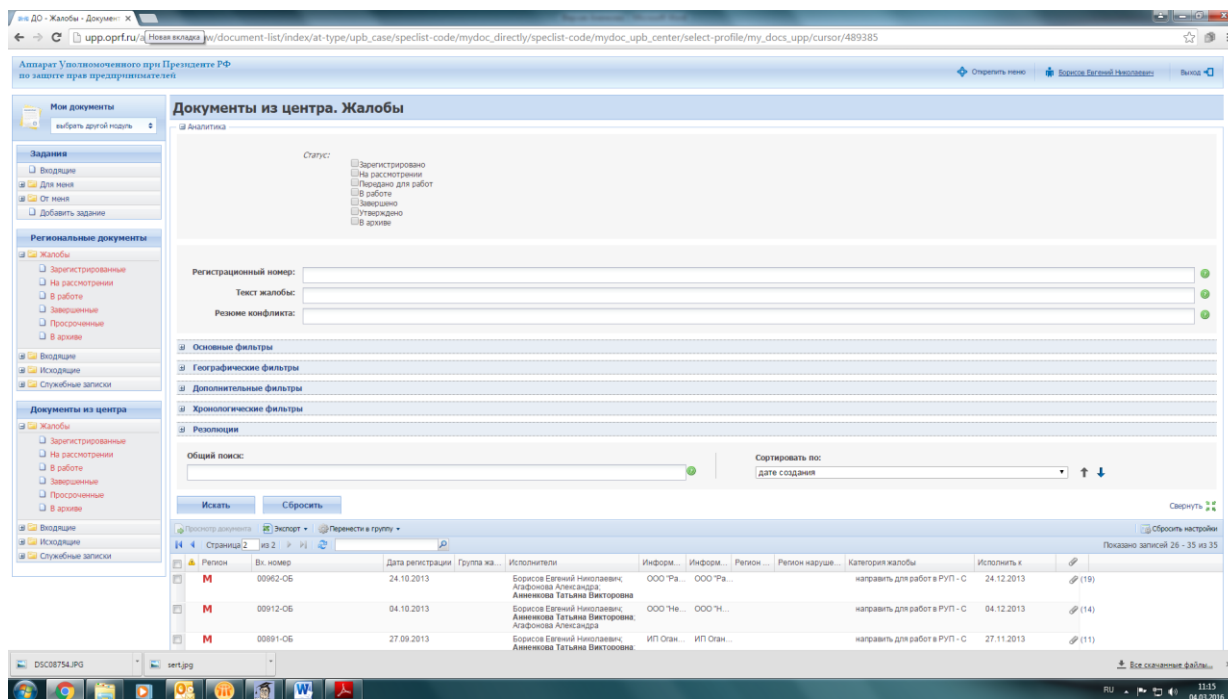 ДО - Жалобы - Документ
Новая вкладка
upp.oprf.ru/a
w/document-list/index/at-type/upb_case/speclist-code/mydoc_directly/speclist-code/mydoc_upb_center/select-profile/my_docs_upp/cursor/489385
Аппарат Уполномоченного при Президенте РФ
по защите прав предпринимателей
Открепить меню
Борисов Евгений Николаевич
Выход
Мои документы
выбрать другой модуль
Задания
Входящие
Для меня
От меня
Добавить задание
Региональные документы
Жалобы
Зарегистрированные
На рассмотрении
В работе
Завершенные
Просроченные
В архиве
Входящие
Исходящие
Служебные записки
Документы из центра
Жалобы
Зарегистрированные
На рассмотрении
В работе
Завершенные
Просроченные
В архиве
Входящие
Исходящие
Служебные записки
Документы из центра. Жалобы
Аналитика
Статус:
Зарегистрировано
На рассмотрении
Передано для работ
В работе
Завершено
Утверждено
В архиве
Регистрационный номер:
Текст жалобы:
Резюме конфликта:
Основные фильтры
Географические фильтры
Дополнительные фильтры
Хронологические фильтры
Резолюции
Общий поиск:
Сортировать по:
дате создания
Искать Сбросить
Свернуть
Просмотр документа Экспорт Перенести в группу
Сбросить настройки
Страница 2 из 2
Показано записей 26 - 35 из 35
Регион Вх. номер Дата регистрации Группа жа... Исполнители Информ... Информ... Регион ... Регион наруше... Категория жалобы Исполнить к
М 00962-ОБ 24.10.2013 Борисов Евгений Николаевич; ООО "Ра... ООО "Ра... направить для работ в РУП - С 24.12.2013 (19)
Агафонова Александра;
Анненкова Татьяна Викторовна
М 00912-ОБ 04.10.2013 Борисов Евгений Николаевич; ООО "Не... ООО "Н... направить для работ в РУП - С 04.12.2013 (14)
Анненкова Татьяна Викторовна;
Агафонова Александра
М 00891-ОБ 27.09.2013 Борисов Евгений Николаевич; ИП Оган... ИП Оган... направить для работ в РУП - С 27.11.2013 (11)
Анненкова Татьяна Викторовна;
DSC08754.JPG
sert.jpg
Все скачанные файлы...
RU
11:15
04.03.2016